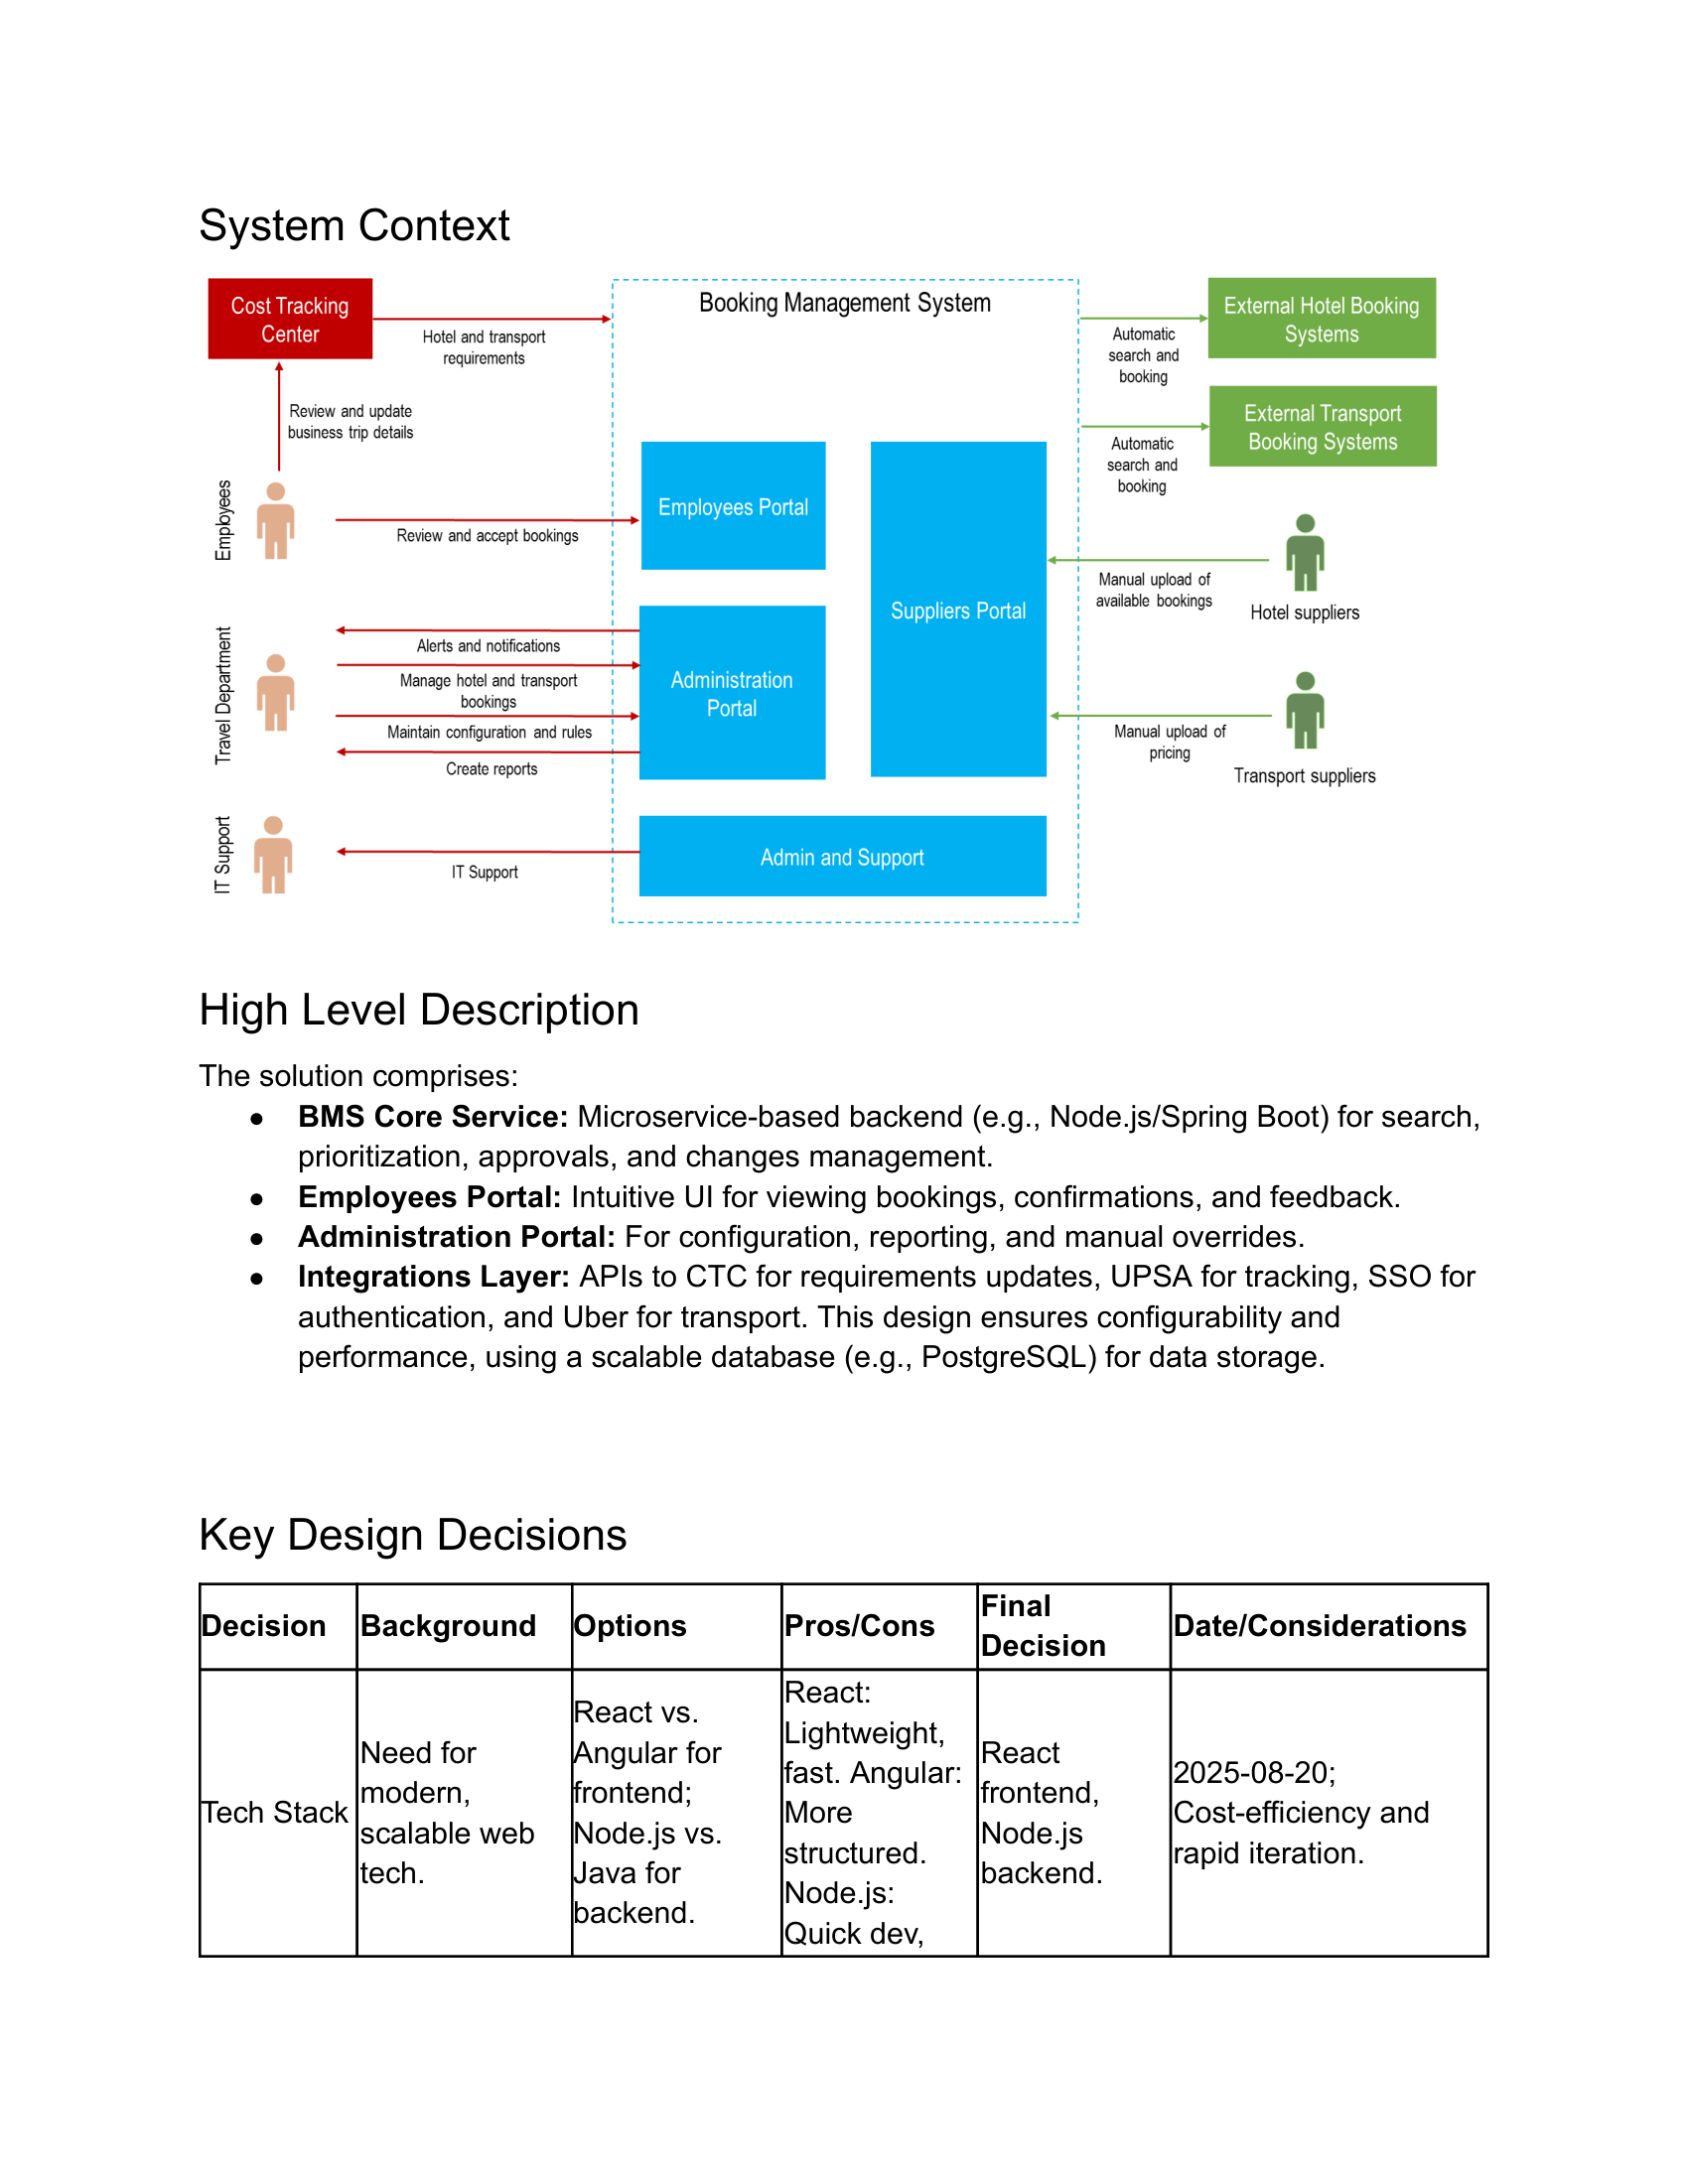 System Context
Cost Tracking
Center
Hotel and transport
requirements
Booking Management System
Automatic
search and
booking
External Hotel Booking
Systems
Review and update
business trip details
Automatic
search and
booking
External Transport
Booking Systems
Employees
Review and accept bookings
Employees Portal
Suppliers Portal
Manual upload of
available bookings
Hotel suppliers
Travel Department
Alerts and notifications
Manage hotel and transport
bookings
Maintain configuration and rules
Create reports
Administration
Portal
Manual upload of
pricing
Transport suppliers
IT Support
IT Support
Admin and Support
High Level Description
The solution comprises:
● BMS Core Service: Microservice-based backend (e.g., Node.js/Spring Boot) for search,
prioritization, approvals, and changes management.
● Employees Portal: Intuitive UI for viewing bookings, confirmations, and feedback.
● Administration Portal: For configuration, reporting, and manual overrides.
● Integrations Layer: APIs to CTC for requirements updates, UPSA for tracking, SSO for
authentication, and Uber for transport. This design ensures configurability and
performance, using a scalable database (e.g., PostgreSQL) for data storage.
Key Design Decisions
Decision
Background
Options
Pros/Cons
Final
Decision
Date/Considerations
Tech Stack
Need for
modern,
scalable web
tech.
React vs.
Angular for
frontend;
Node.js vs.
Java for
backend.
React:
Lightweight,
fast. Angular:
More
structured.
Node.js:
Quick dev,
React
frontend,
Node.js
backend.
2025-08-20;
Cost-efficiency and
rapid iteration.